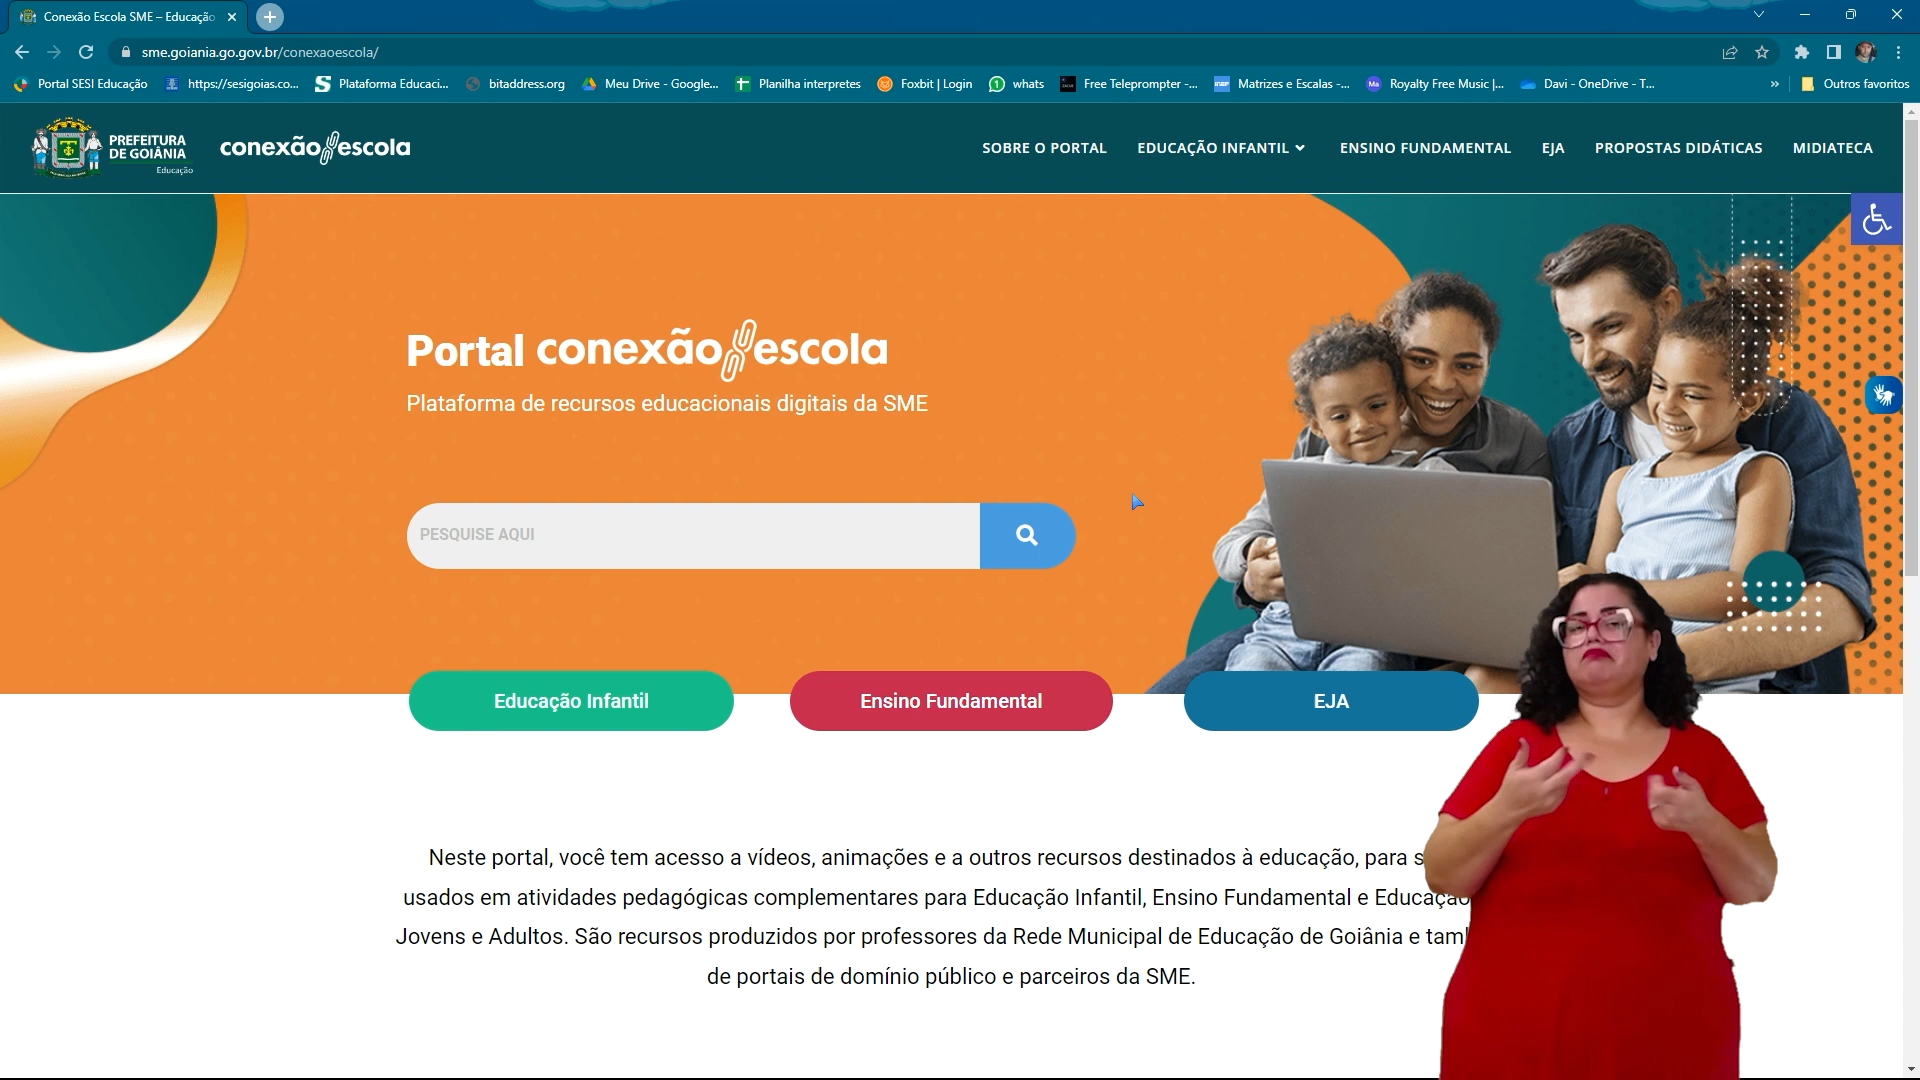 Conexão Escola SME – Educação
sme.goiania.go.gov.br/conexaoescola/
Portal SESI Educação
https://sesigoias.co...
Plataforma Educaci...
bitaddress.org
Meu Drive - Google...
Planilha interpretes
Foxbit | Login
whats
Free Teleprompter -...
Matrizes e Escalas -...
Royalty Free Music |...
Davi - OneDrive - T...
»
Outros favoritos
PREFEITURA
DE GOIÂNIA
Educação
conexão escola
SOBRE O PORTAL
EDUCAÇÃO INFANTIL
ENSINO FUNDAMENTAL
EJA
PROPOSTAS DIDÁTICAS
MIDIATECA
Portal conexão escola
Plataforma de recursos educacionais digitais da SME
PESQUISE AQUI
Educação Infantil
Ensino Fundamental
EJA
Neste portal, você tem acesso a vídeos, animações e a outros recursos destinados à educação, para
usados em atividades pedagógicas complementares para Educação Infantil, Ensino Fundamental e Educação
Jovens e Adultos. São recursos produzidos por professores da Rede Municipal de Educação de Goiânia e
de portais de domínio público e parceiros da SME.